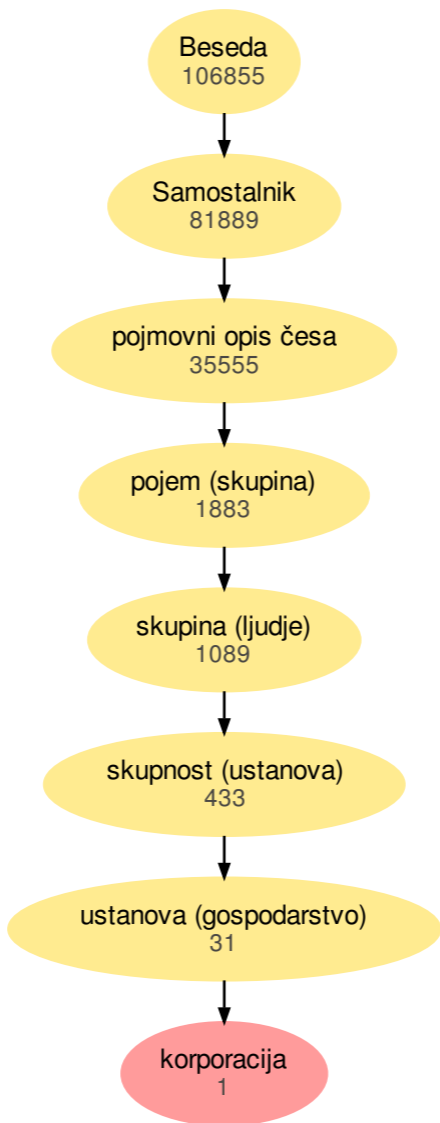 Beseda
106855
Samostalnik
81889
pojmovni opis česa
35555
pojem (skupina)
1883
skupina (ljudje)
1089
skupnost (ustanova)
433
ustanova (gospodarstvo)
31
korporacija
1